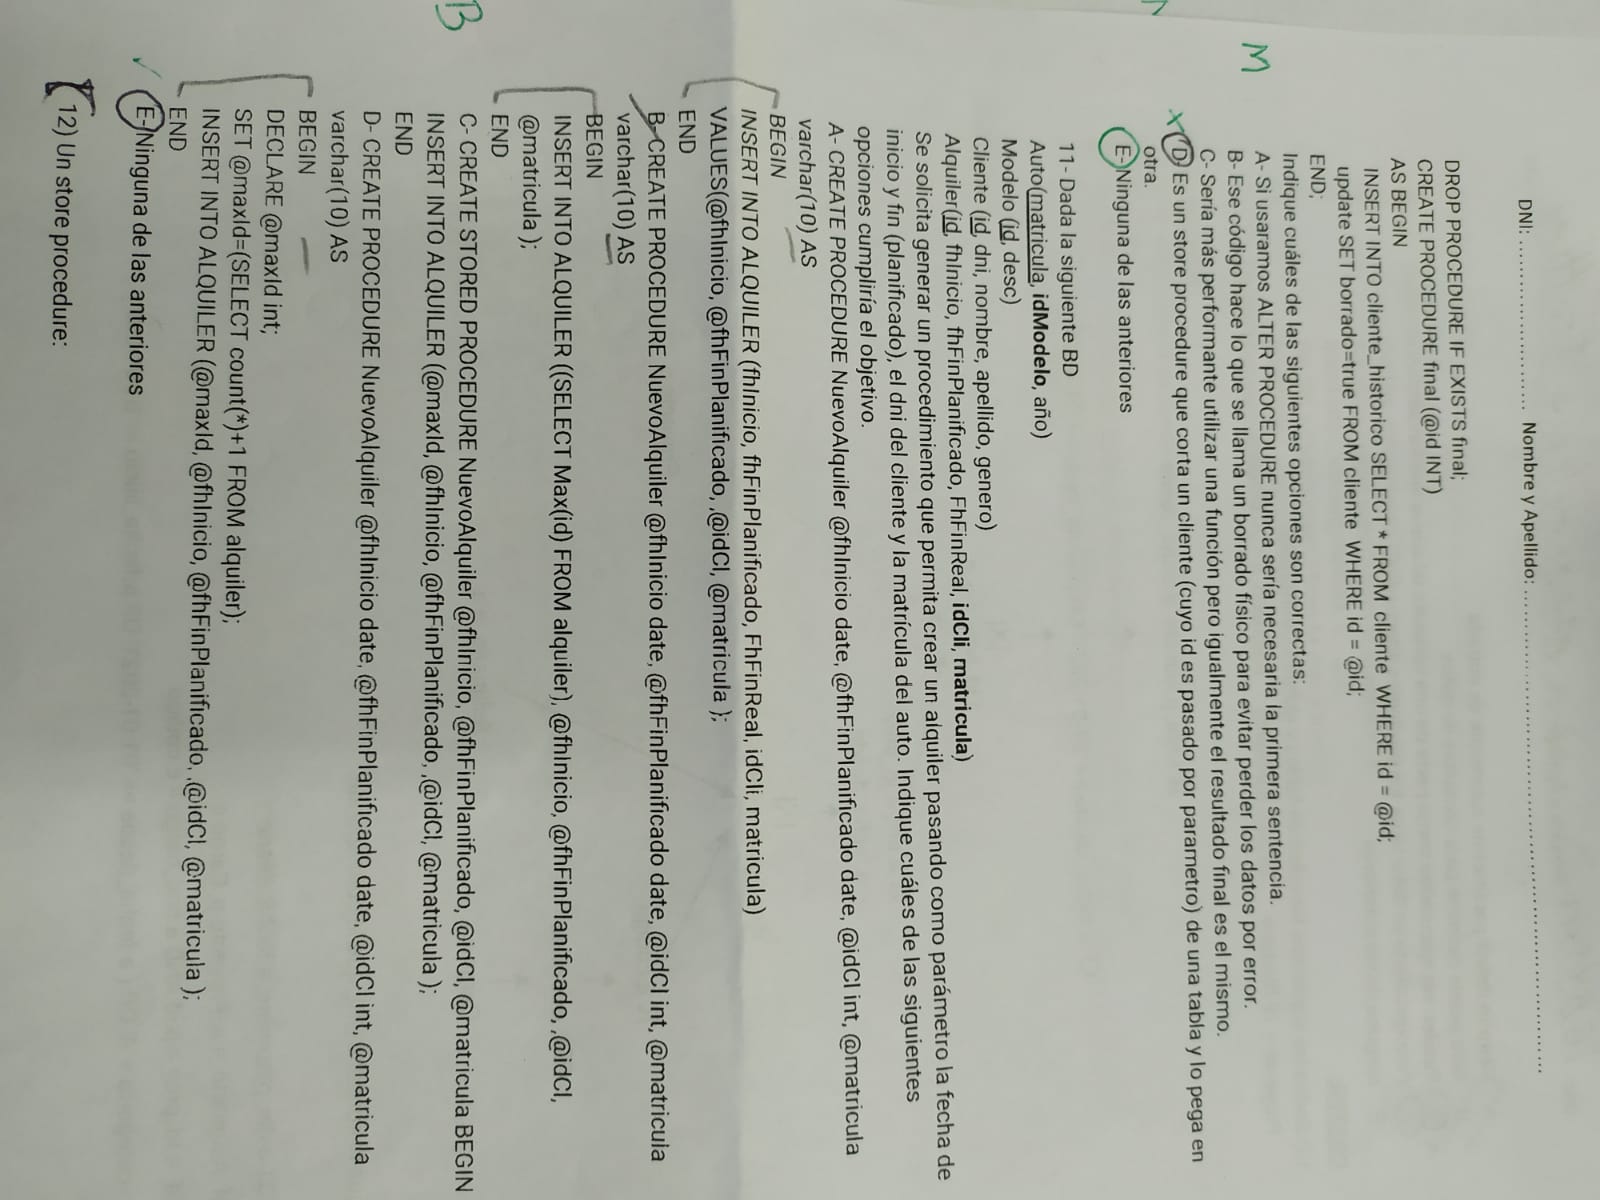 DNI: ........................ Nombre y Apellido: ................................................................
DROP PROCEDURE IF EXISTS final;
CREATE PROCEDURE final (@id INT)
AS BEGIN
INSERT INTO cliente_historico SELECT * FROM cliente WHERE id = @id;
update SET borrado=true FROM cliente WHERE id = @id;
END;
Indique cuáles de las siguientes opciones son correctas:
M
A- Si usaramos ALTER PROCEDURE nunca sería necesaria la primera sentencia.
B- Ese código hace lo que se llama un borrado físico para evitar perder los datos por error.
C- Sería más performante utilizar una función pero igualmente el resultado final es el mismo.
X D- Es un store procedure que corta un cliente (cuyo id es pasado por parametro) de una tabla y lo pega en
otra.
E- Ninguna de las anteriores
11- Dada la siguiente BD
Auto(matricula, idModelo, año)
Modelo (id, desc)
Cliente (id, dni, nombre, apellido, genero)
Alquiler(id, fhInicio, fhFinPlanificado, FhFinReal, idCli, matricula)
Se solicita generar un procedimiento que permita crear un alquiler pasando como parámetro la fecha de
inicio y fin (planificado), el dni del cliente y la matrícula del auto. Indique cuáles de las siguientes
opciones cumpliría el objetivo.
A- CREATE PROCEDURE NuevoAlquiler @fhInicio date, @fhFinPlanificado date, @idCl int, @matricula
varchar(10) AS
BEGIN
INSERT INTO ALQUILER (fhInicio, fhFinPlanificado, FhFinReal, idCli, matricula)
VALUES(@fhInicio, @fhFinPlanificado, ,@idCl, @matricula );
END
B- CREATE PROCEDURE NuevoAlquiler @fhInicio date, @fhFinPlanificado date, @idCl int, @matricula
varchar(10) AS
BEGIN
INSERT INTO ALQUILER ((SELECT Max(id) FROM alquiler), @fhInicio, @fhFinPlanificado, ,@idCl,
@matricula );
END
B
C- CREATE STORED PROCEDURE NuevoAlquiler @fhInicio, @fhFinPlanificado, @idCl, @matricula BEGIN
INSERT INTO ALQUILER (@maxId, @fhInicio, @fhFinPlanificado, ,@idCl, @matricula );
END
D- CREATE PROCEDURE NuevoAlquiler @fhInicio date, @fhFinPlanificado date, @idCl int, @matricula
varchar(10) AS
BEGIN
DECLARE @maxId int;
SET @maxId=(SELECT count(*)+1 FROM alquiler);
INSERT INTO ALQUILER (@maxId, @fhInicio, @fhFinPlanificado, ,@idCl, @matricula );
END
✓ E- Ninguna de las anteriores
12) Un store procedure: